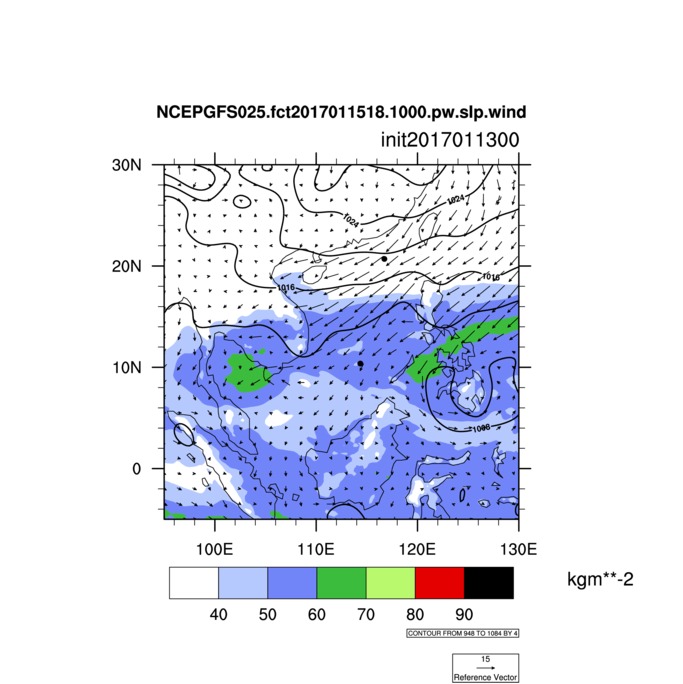 NCEPGFS025.fct2017011518.1000.pw.slp.wind
init2017011300
30N
20N
10N
0
1024
1024
1016
1016
1008
100E
110E
120E
130E
kgm**-2
40
50
60
70
80
90
CONTOUR FROM 948 TO 1084 BY 4
15
Reference Vector